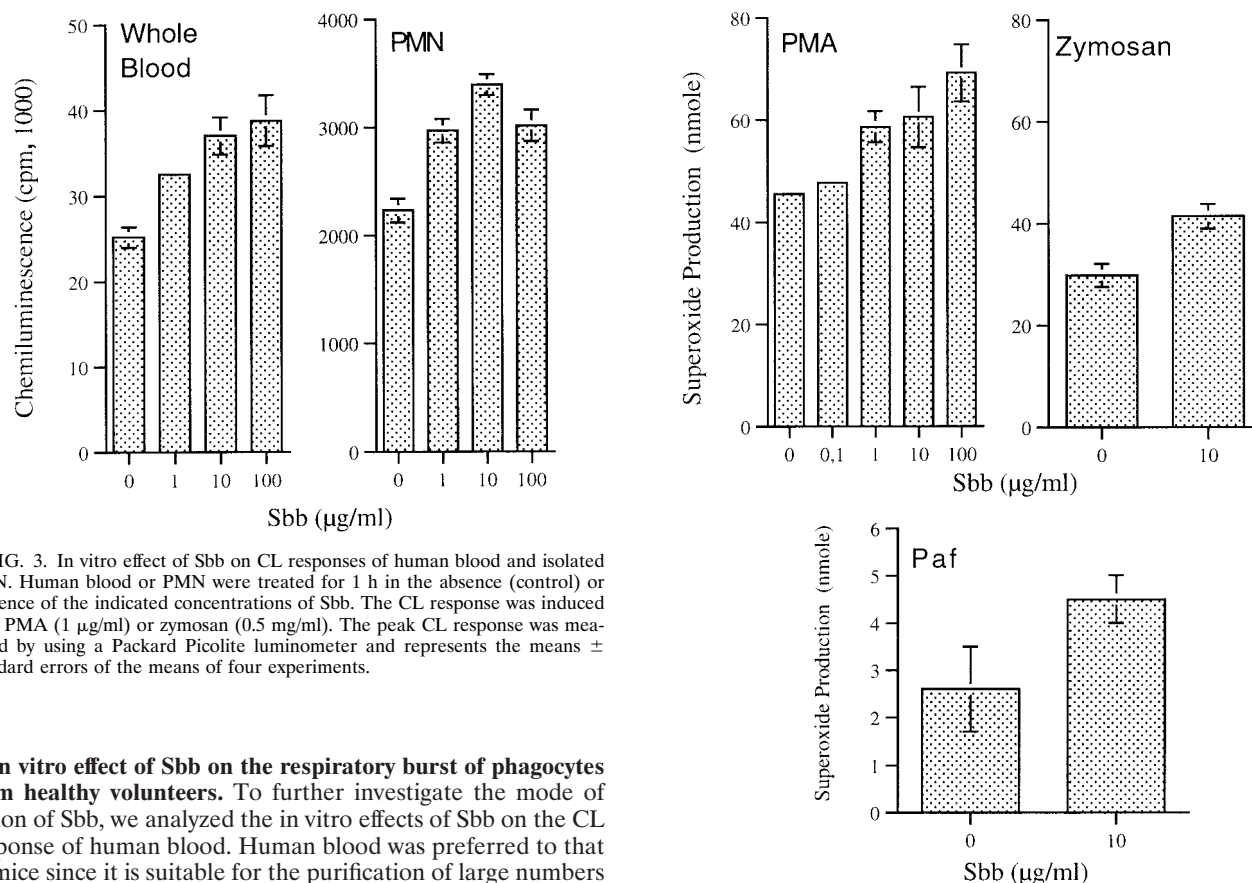 Whole
Blood
Chemiluminescence (cpm, 1000)
50
40
30
20
10
0
0 1 10 100
PMN
4000
3000
2000
1000
0
0 1 10 100
Sbb (µg/ml)
IG. 3. In vitro effect of Sbb on CL responses of human blood and isolated
N. Human blood or PMN were treated for 1 h in the absence (control) or
ence of the indicated concentrations of Sbb. The CL response was induced
PMA (1 µg/ml) or zymosan (0.5 mg/ml). The peak CL response was mea-
d by using a Packard Picolite luminometer and represents the means ±
dard errors of the means of four experiments.
n vitro effect of Sbb on the respiratory burst of phagocytes
m healthy volunteers. To further investigate the mode of
ion of Sbb, we analyzed the in vitro effects of Sbb on the CL
ponse of human blood. Human blood was preferred to that
mice since it is suitable for the purification of large numbers
PMA
Superoxide Production (nmole)
80
60
40
20
0
0 0,1 1 10 100
Zymosan
80
60
40
20
0
0 10
Sbb (µg/ml)
Paf
Superoxide Production (nmole)
6
5
4
3
2
1
0
0 10
Sbb (µg/ml)